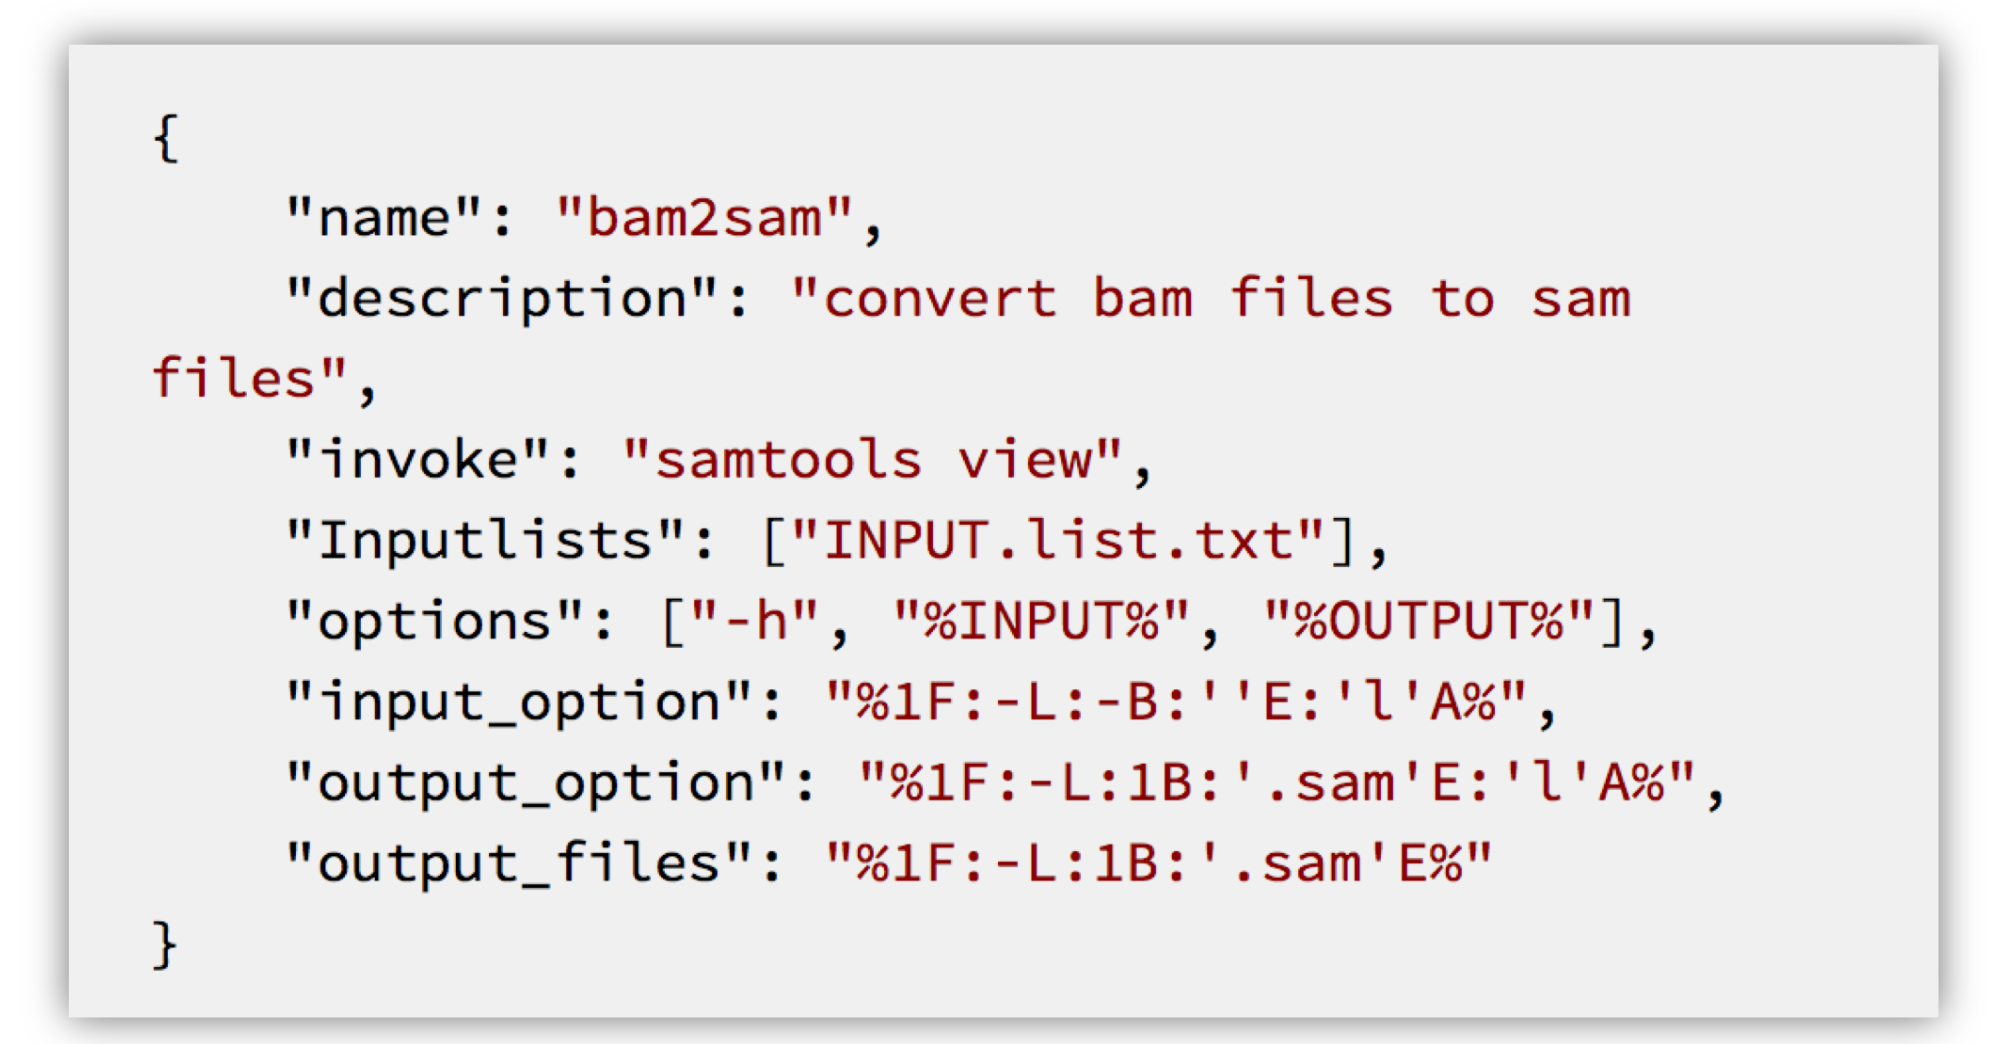 {
    "name": "bam2sam",
    "description": "convert bam files to sam
files",
    "invoke": "samtools view",
    "Inputlists": ["INPUT.list.txt"],
    "options": ["-h", "%INPUT%", "%OUTPUT%"],
    "input_option": "%1F:-L:-B:''E:'l'A%",
    "output_option": "%1F:-L:1B:'.sam'E:'l'A%",
    "output_files": "%1F:-L:1B:'.sam'E%"
}